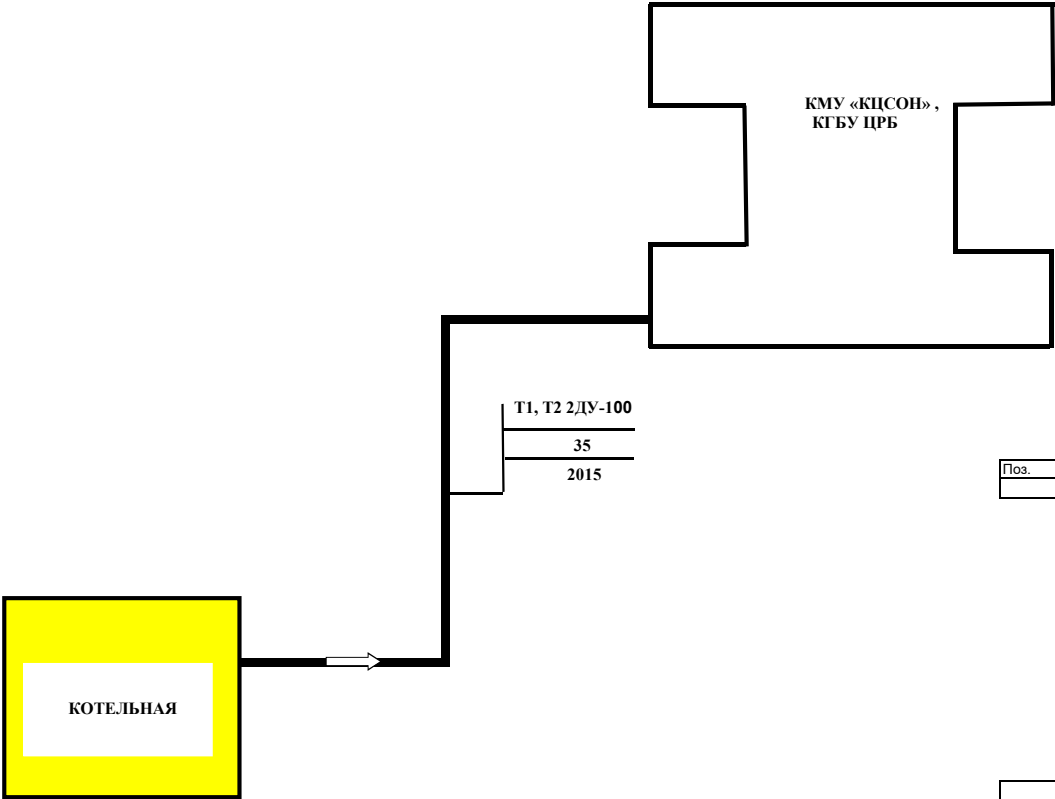 КМУ «КЦСОН» ,
КГБУ ЦРБ
Т1, Т2 2ДУ-100
35
2015
Поз.
КОТЕЛЬНАЯ